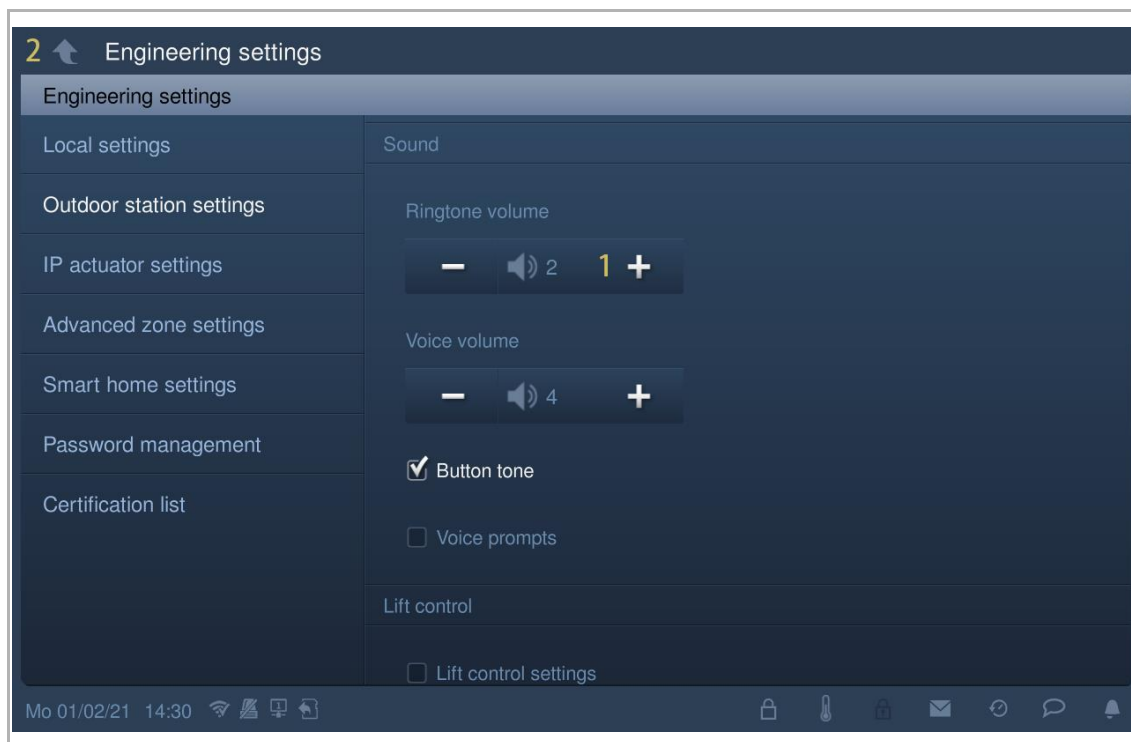 2 Engineering settings
Engineering settings
Local settings
Outdoor station settings
IP actuator settings
Advanced zone settings
Smart home settings
Password management
Certification list
Sound
Ringtone volume
2 1
Voice volume
4
Button tone
Voice prompts
Lift control
Lift control settings
Mo 01/02/21 14:30